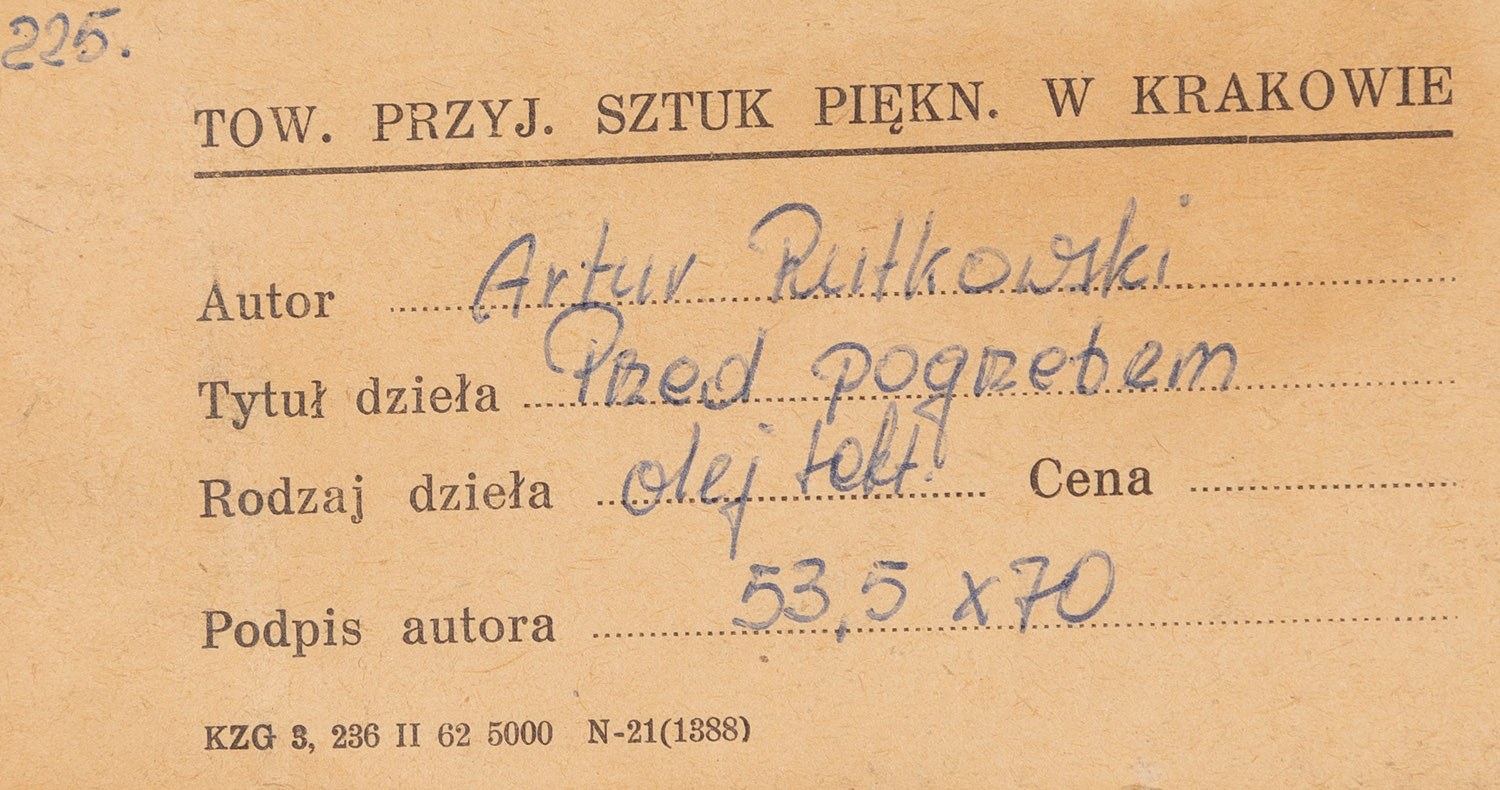 225.
TOW. PRZYJ. SZTUK PIĘKN. W KRAKOWIE
Autor Artur Rutkowski
Tytuł dzieła Przed pogrzebem
Rodzaj dzieła olej tekt. Cena
Podpis autora 53,5 x 70
KZG 3, 236 II 62 5000 N-21(1388)